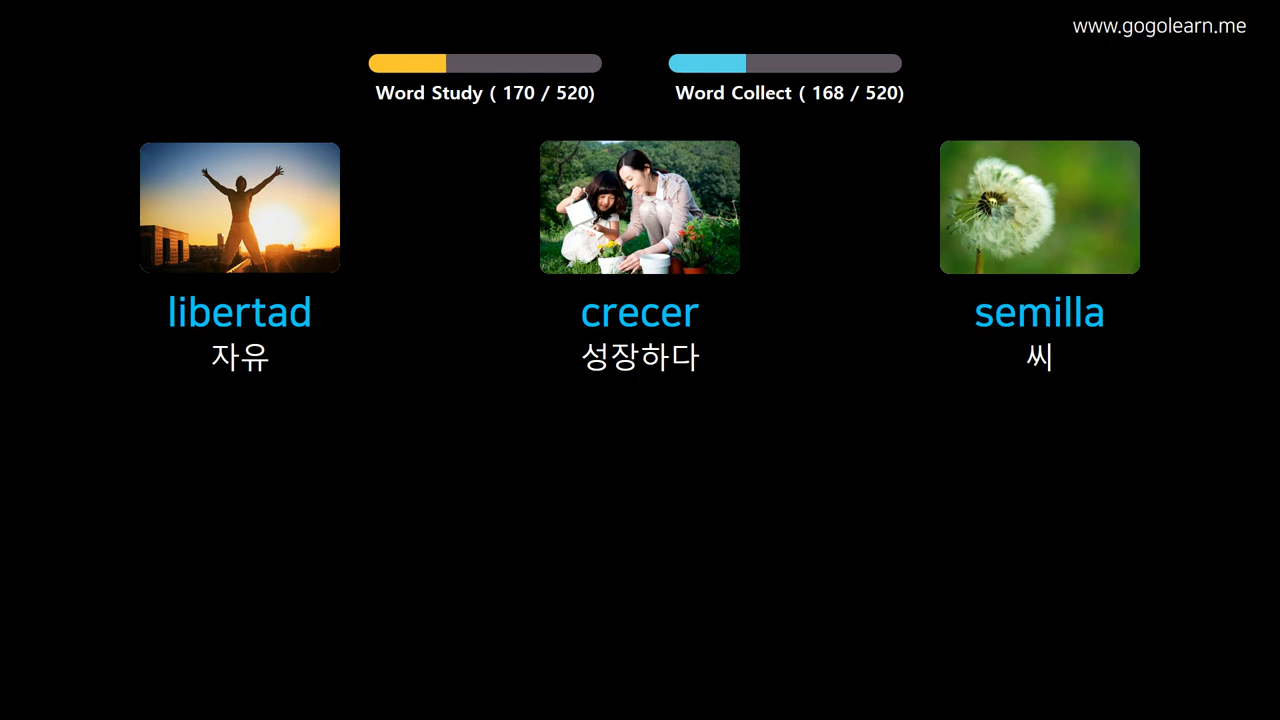 www.gogolearn.me
Word Study ( 170 / 520)
Word Collect ( 168 / 520)
libertad
자유
crecer
성장하다
semilla
씨